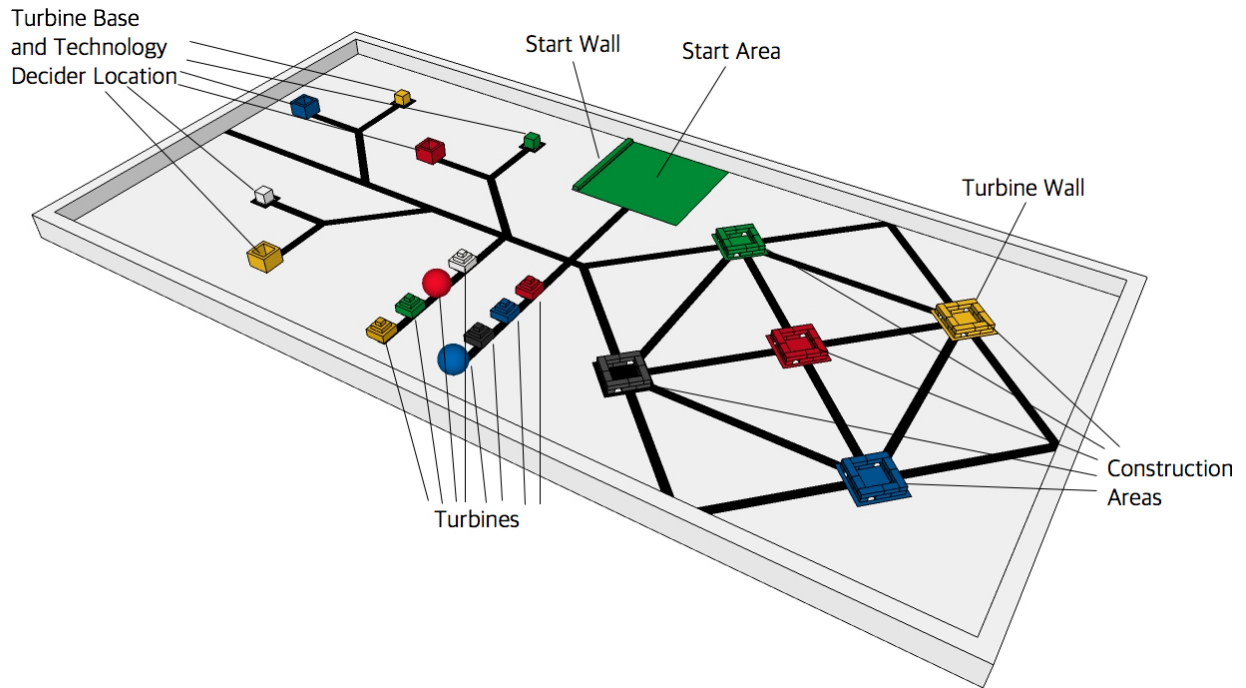 Turbine Base
and Technology
Decider Location
Start Wall
Start Area
Turbine Wall
Construction
Areas
Turbines